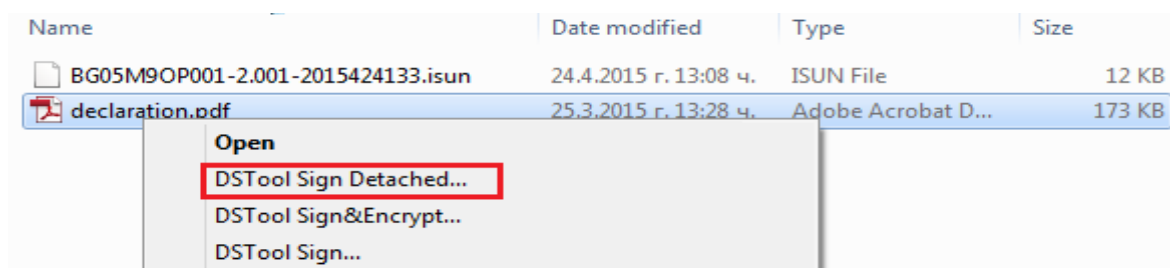 Name Date modified Type Size
BG05M9OP001-2.001-2015424133.isun 24.4.2015 г. 13:08 ч. ISUN File 12 KB
declaration.pdf 25.3.2015 г. 13:28 ч. Adobe Acrobat D... 173 KB
Open
DSTool Sign Detached...
DSTool Sign&Encrypt...
DSTool Sign...